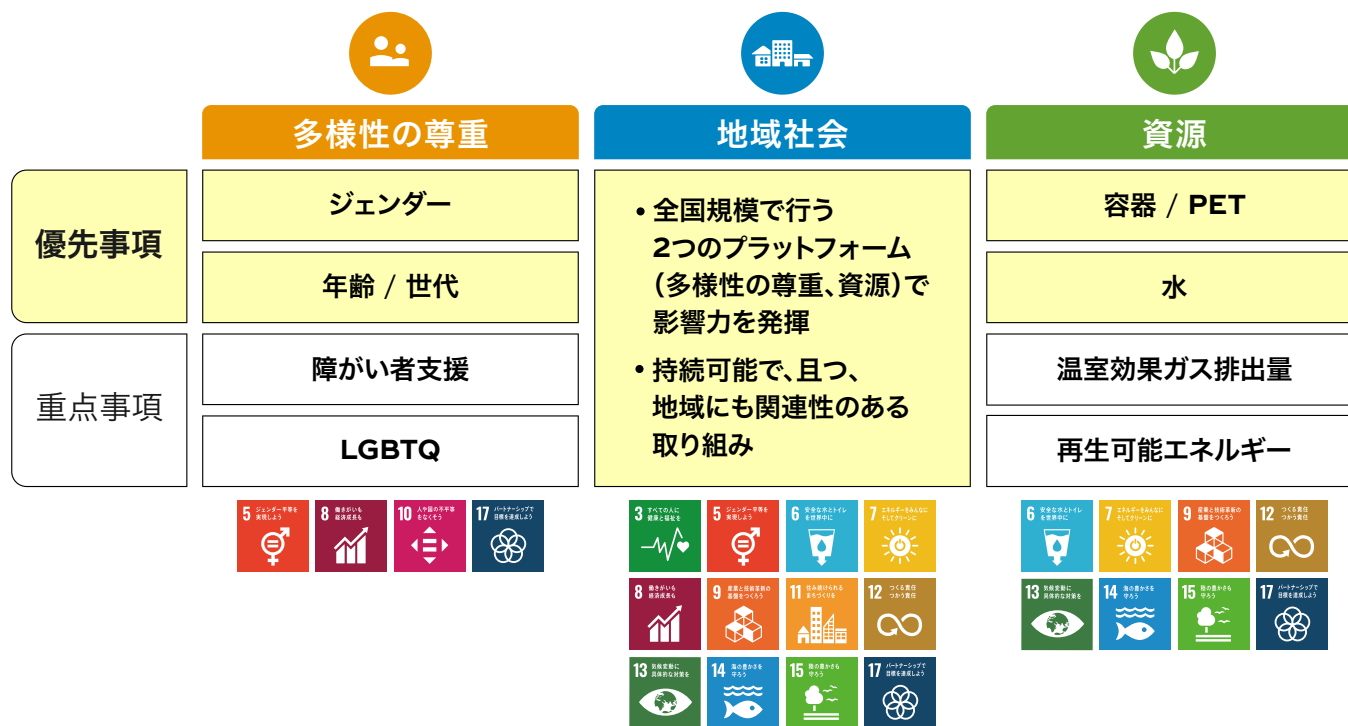 多様性の尊重
地域社会
資源
優先事項
ジェンダー
年齢 / 世代
• 全国規模で行う
2つのプラットフォーム
(多様性の尊重、資源)で
影響力を発揮
• 持続可能で、且つ、
地域にも関連性のある
取り組み
容器 / PET
水
重点事項
障がい者支援
LGBTQ
温室効果ガス排出量
再生可能エネルギー
5 ジェンダー平等を
実現しよう
8 働きがいも
経済成長も
10 人や国の不平等
をなくそう
17 パートナーシップで
目標を達成しよう
3 すべての人に
健康と福祉を
5 ジェンダー平等を
実現しよう
6 安全な水とトイレ
を世界中に
7 エネルギーをみんなに
そしてクリーンに
8 働きがいも
経済成長も
9 産業と技術革新の
基盤をつくろう
11 住み続けられる
まちづくりを
12 つくる責任
つかう責任
13 気候変動に
具体的な対策を
14 海の豊かさを
守ろう
15 陸の豊かさも
守ろう
17 パートナーシップで
目標を達成しよう
6 安全な水とトイレ
を世界中に
7 エネルギーをみんなに
そしてクリーンに
9 産業と技術革新の
基盤をつくろう
12 つくる責任
つかう責任
13 気候変動に
具体的な対策を
14 海の豊かさを
守ろう
15 陸の豊かさも
守ろう
17 パートナーシップで
目標を達成しよう